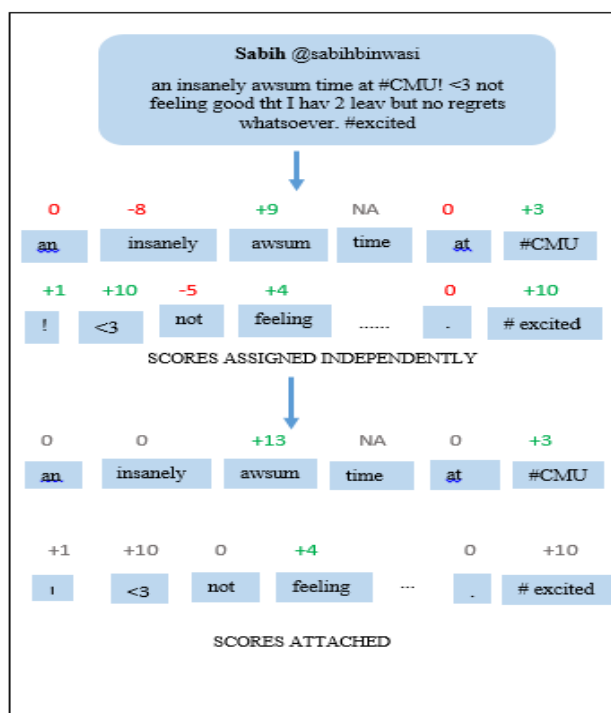 Sabih @sabihbinwasi
an insanely awsum time at #CMU! <3 not
feeling good tht I hav 2 leav but no regrets
whatsoever. #excited
0 -8 +9 NA 0 +3
an insanely awsum time at #CMU
+1 +10 -5 +4 0 +10
! <3 not feeling ...... . # excited
SCORES ASSIGNED INDEPENDENTLY
0 0 +13 NA 0 +3
an insanely awsum time at #CMU
+1 +10 0 +4 0 +10
! <3 not feeling ... . # excited
SCORES ATTACHED